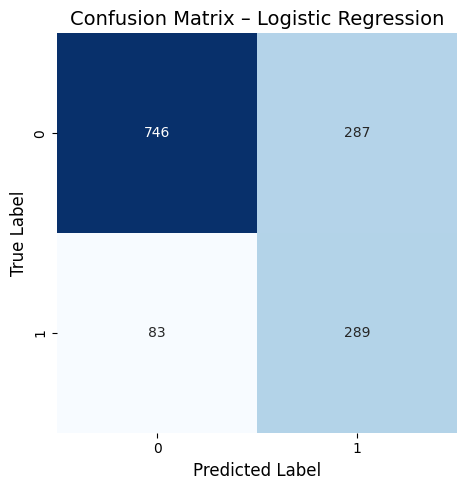 Confusion Matrix – Logistic Regression
True Label
0
746
287
1
83
289
0
1
Predicted Label